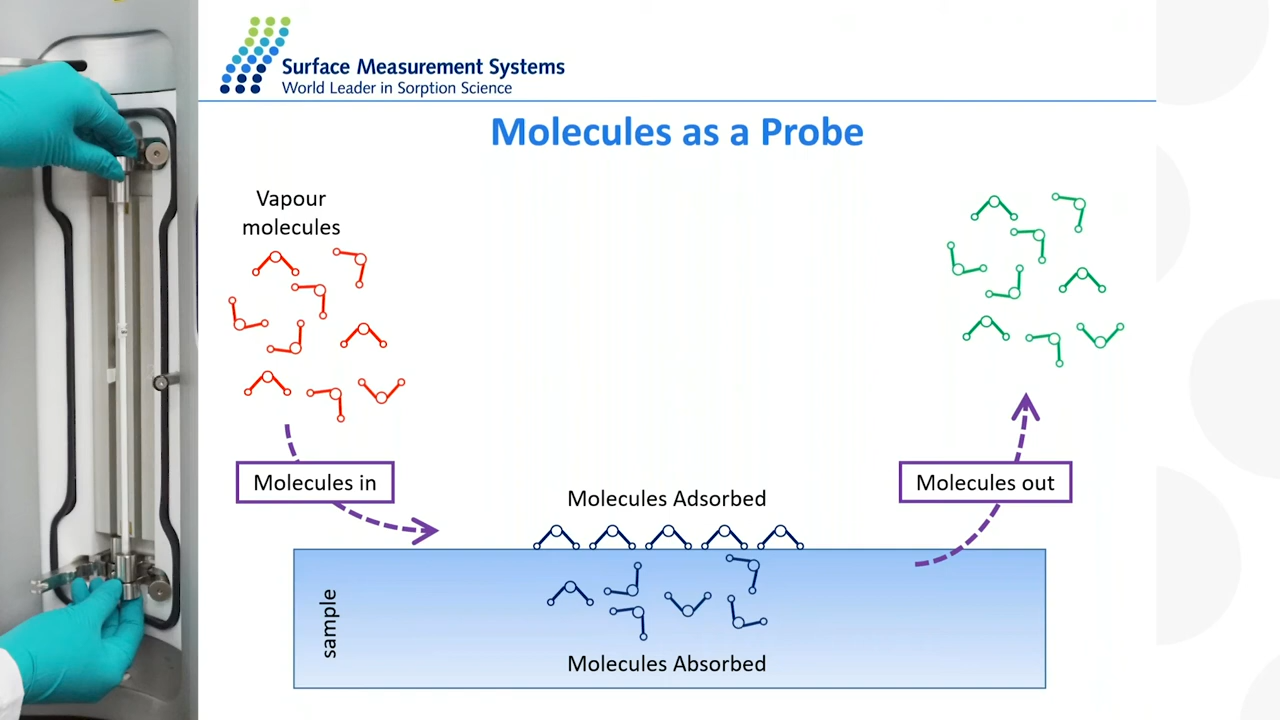 Surface Measurement Systems
World Leader in Sorption Science
Molecules as a Probe
Vapour
molecules
Molecules in
Molecules out
Molecules Adsorbed
sample
Molecules Absorbed